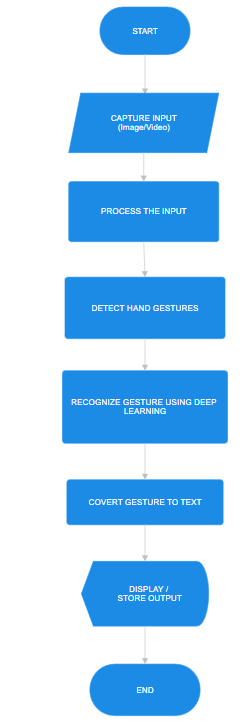 START
CAPTURE INPUT
(Image/Video)
PROCESS THE INPUT
DETECT HAND GESTURES
RECOGNIZE GESTURE USING DEEP
LEARNING
COVERT GESTURE TO TEXT
DISPLAY /
STORE OUTPUT
END